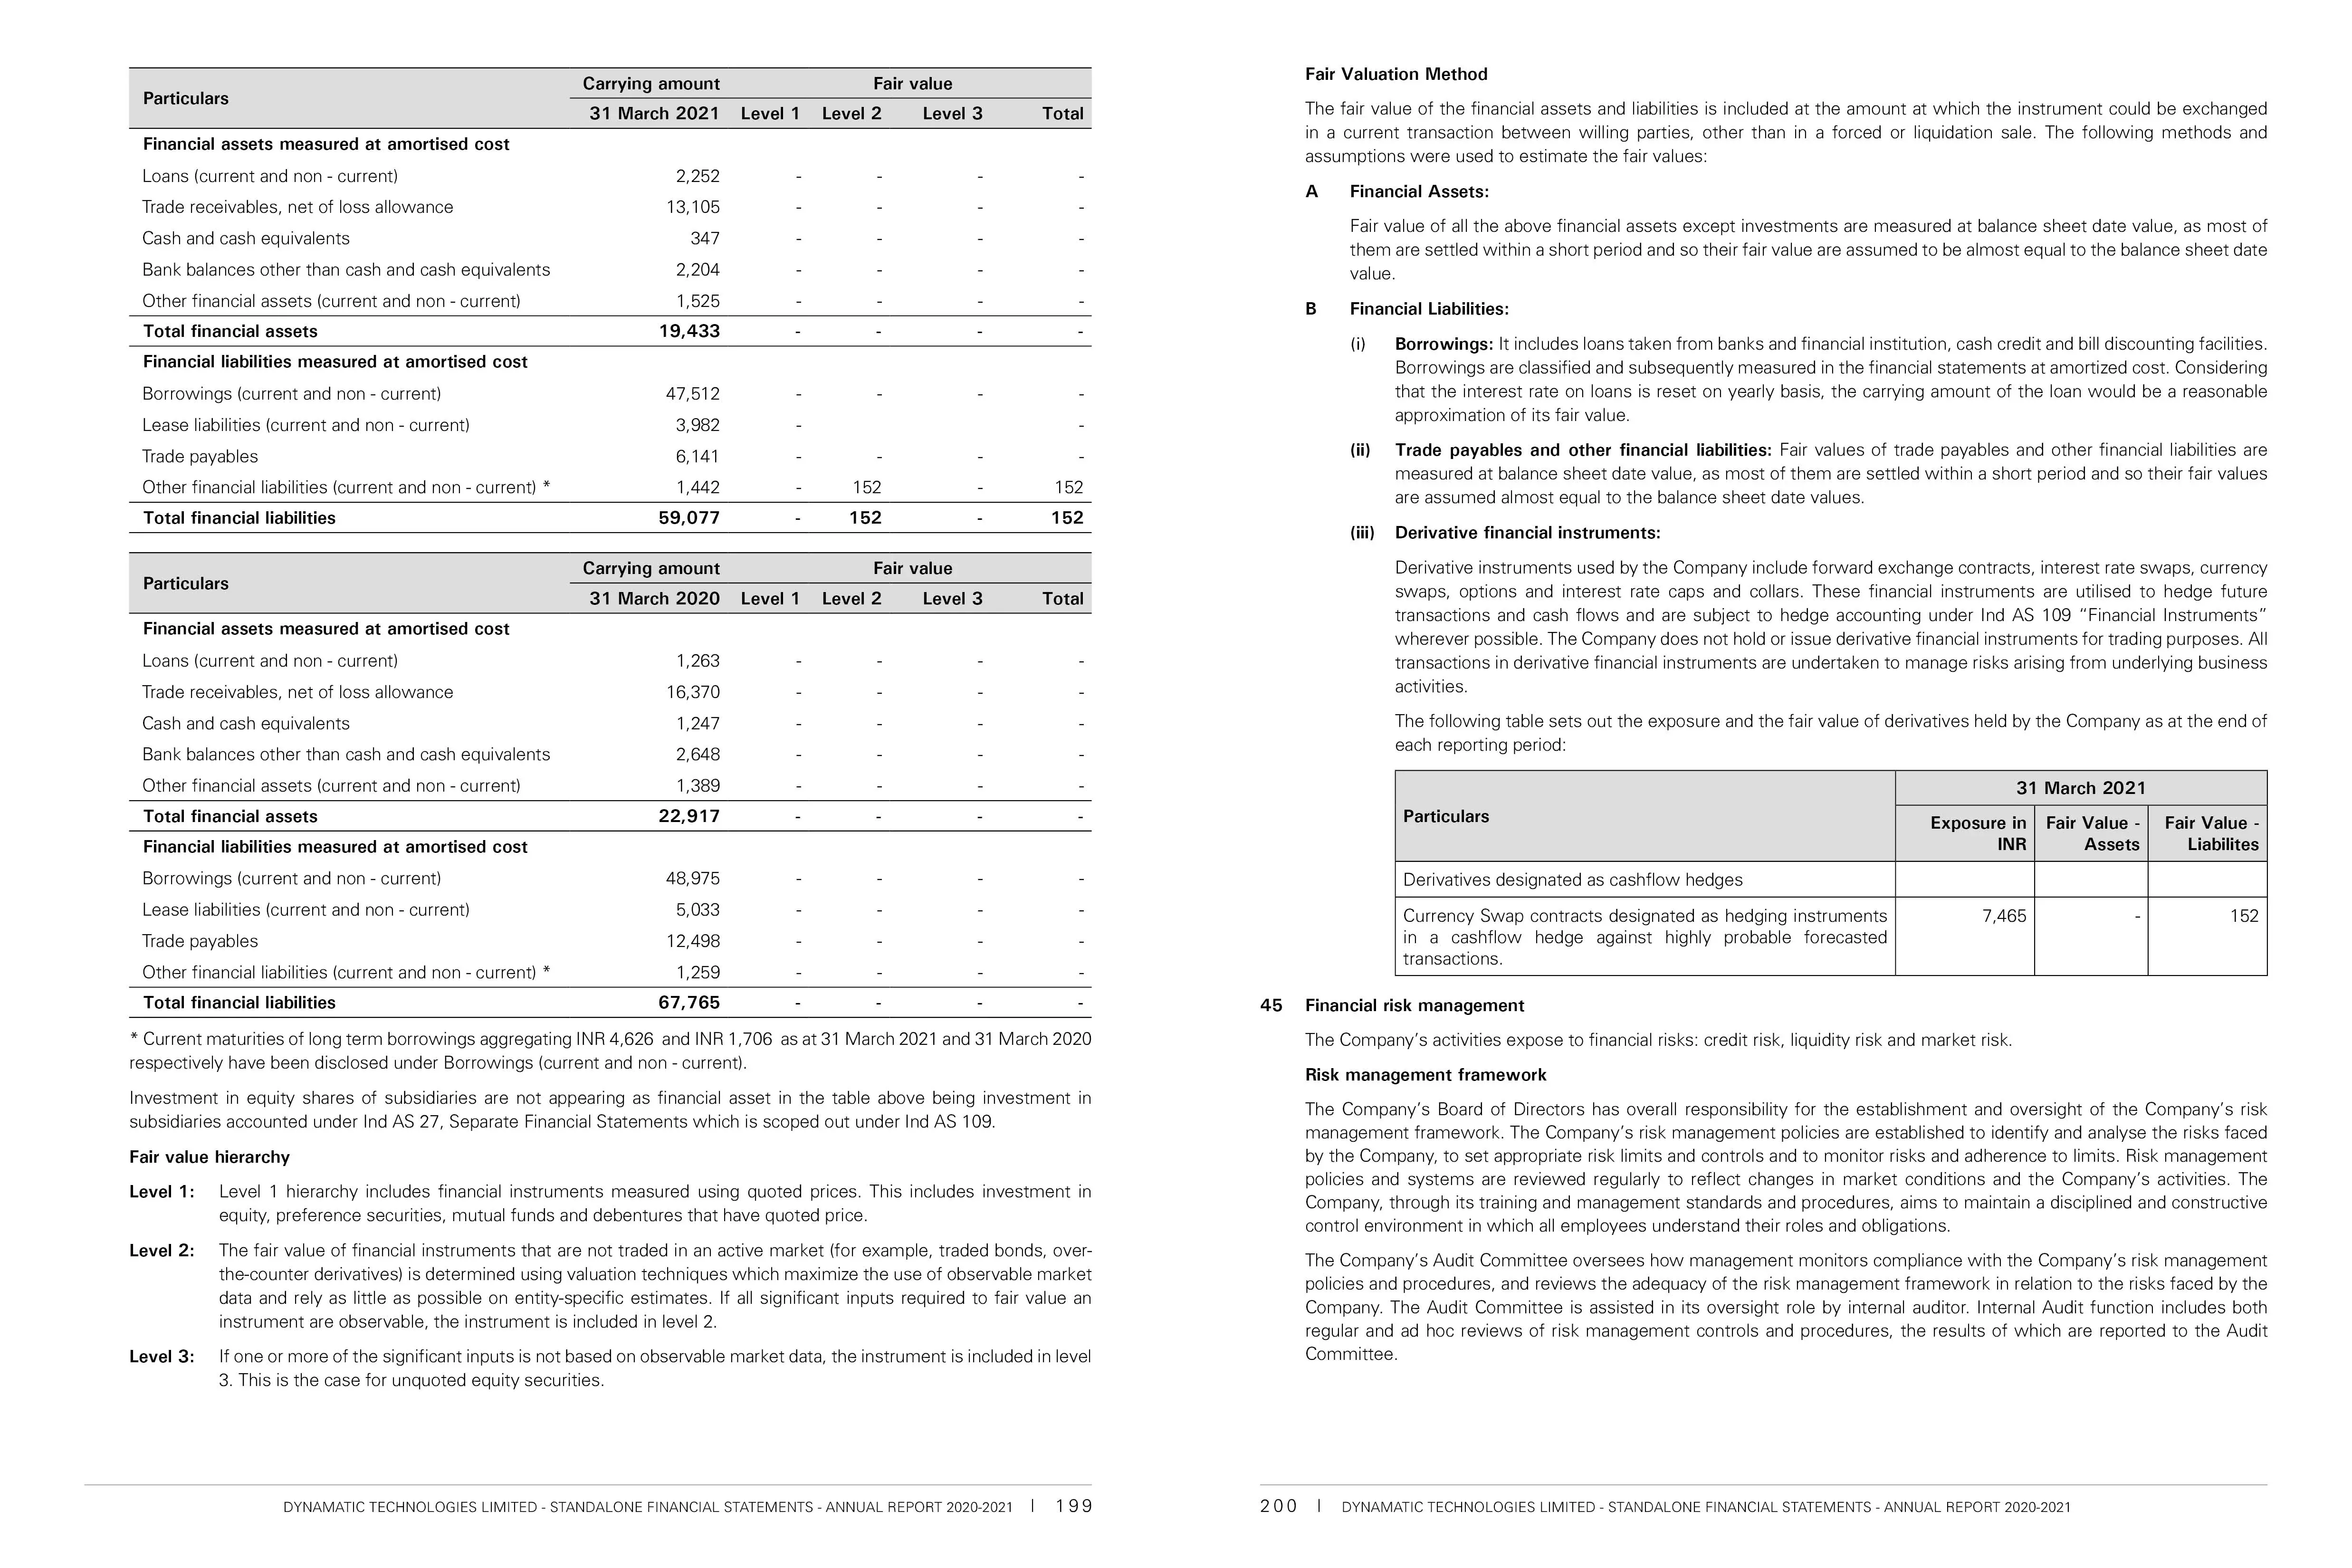 Particulars Carrying amount Fair value
31 March 2021 Level 1 Level 2 Level 3 Total
Financial assets measured at amortised cost
Loans (current and non - current) 2,252 - - - -
Trade receivables, net of loss allowance 13,105 - - - -
Cash and cash equivalents 347 - - - -
Bank balances other than cash and cash equivalents 2,204 - - - -
Other financial assets (current and non - current) 1,525 - - - -
Total financial assets 19,433 - - - -
Financial liabilities measured at amortised cost
Borrowings (current and non - current) 47,512 - - - -
Lease liabilities (current and non - current) 3,982 - -
Trade payables 6,141 - - - -
Other financial liabilities (current and non - current) * 1,442 - 152 - 152
Total financial liabilities 59,077 - 152 - 152
Particulars Carrying amount Fair value
31 March 2020 Level 1 Level 2 Level 3 Total
Financial assets measured at amortised cost
Loans (current and non - current) 1,263 - - - -
Trade receivables, net of loss allowance 16,370 - - - -
Cash and cash equivalents 1,247 - - - -
Bank balances other than cash and cash equivalents 2,648 - - - -
Other financial assets (current and non - current) 1,389 - - - -
Total financial assets 22,917 - - - -
Financial liabilities measured at amortised cost
Borrowings (current and non - current) 48,975 - - - -
Lease liabilities (current and non - current) 5,033 - - - -
Trade payables 12,498 - - - -
Other financial liabilities (current and non - current) * 1,259 - - - -
Total financial liabilities 67,765 - - - -
* Current maturities of long term borrowings aggregating INR 4,626 and INR 1,706 as at 31 March 2021 and 31 March 2020
respectively have been disclosed under Borrowings (current and non - current).
Investment in equity shares of subsidiaries are not appearing as financial asset in the table above being investment in
subsidiaries accounted under Ind AS 27, Separate Financial Statements which is scoped out under Ind AS 109.
Fair value hierarchy
Level 1: Level 1 hierarchy includes financial instruments measured using quoted prices. This includes investment in
equity, preference securities, mutual funds and debentures that have quoted price.
Level 2: The fair value of financial instruments that are not traded in an active market (for example, traded bonds, over-
the-counter derivatives) is determined using valuation techniques which maximize the use of observable market
data and rely as little as possible on entity-specific estimates. If all significant inputs required to fair value an
instrument are observable, the instrument is included in level 2.
Level 3: If one or more of the significant inputs is not based on observable market data, the instrument is included in level
3. This is the case for unquoted equity securities.
DYNAMATIC TECHNOLOGIES LIMITED - STANDALONE FINANCIAL STATEMENTS - ANNUAL REPORT 2020-2021 | 199
Fair Valuation Method
The fair value of the financial assets and liabilities is included at the amount at which the instrument could be exchanged
in a current transaction between willing parties, other than in a forced or liquidation sale. The following methods and
assumptions were used to estimate the fair values:
A Financial Assets:
Fair value of all the above financial assets except investments are measured at balance sheet date value, as most of
them are settled within a short period and so their fair value are assumed to be almost equal to the balance sheet date
value.
B Financial Liabilities:
(i) Borrowings: It includes loans taken from banks and financial institution, cash credit and bill discounting facilities.
Borrowings are classified and subsequently measured in the financial statements at amortized cost. Considering
that the interest rate on loans is reset on yearly basis, the carrying amount of the loan would be a reasonable
approximation of its fair value.
(ii) Trade payables and other financial liabilities: Fair values of trade payables and other financial liabilities are
measured at balance sheet date value, as most of them are settled within a short period and so their fair values
are assumed almost equal to the balance sheet date values.
(iii) Derivative financial instruments:
Derivative instruments used by the Company include forward exchange contracts, interest rate swaps, currency
swaps, options and interest rate caps and collars. These financial instruments are utilised to hedge future
transactions and cash flows and are subject to hedge accounting under Ind AS 109 “Financial Instruments”
wherever possible. The Company does not hold or issue derivative financial instruments for trading purposes. All
transactions in derivative financial instruments are undertaken to manage risks arising from underlying business
activities.
The following table sets out the exposure and the fair value of derivatives held by the Company as at the end of
each reporting period:
Particulars 31 March 2021
Exposure in Fair Value - Fair Value -
INR Assets Liabilites
Derivatives designated as cashflow hedges
Currency Swap contracts designated as hedging instruments 7,465 - 152
in a cashflow hedge against highly probable forecasted
transactions.
45 Financial risk management
The Company’s activities expose to financial risks: credit risk, liquidity risk and market risk.
Risk management framework
The Company’s Board of Directors has overall responsibility for the establishment and oversight of the Company’s risk
management framework. The Company’s risk management policies are established to identify and analyse the risks faced
by the Company, to set appropriate risk limits and controls and to monitor risks and adherence to limits. Risk management
policies and systems are reviewed regularly to reflect changes in market conditions and the Company’s activities. The
Company, through its training and management standards and procedures, aims to maintain a disciplined and constructive
control environment in which all employees understand their roles and obligations.
The Company’s Audit Committee oversees how management monitors compliance with the Company’s risk management
policies and procedures, and reviews the adequacy of the risk management framework in relation to the risks faced by the
Company. The Audit Committee is assisted in its oversight role by internal auditor. Internal Audit function includes both
regular and ad hoc reviews of risk management controls and procedures, the results of which are reported to the Audit
Committee.
200 | DYNAMATIC TECHNOLOGIES LIMITED - STANDALONE FINANCIAL STATEMENTS - ANNUAL REPORT 2020-2021